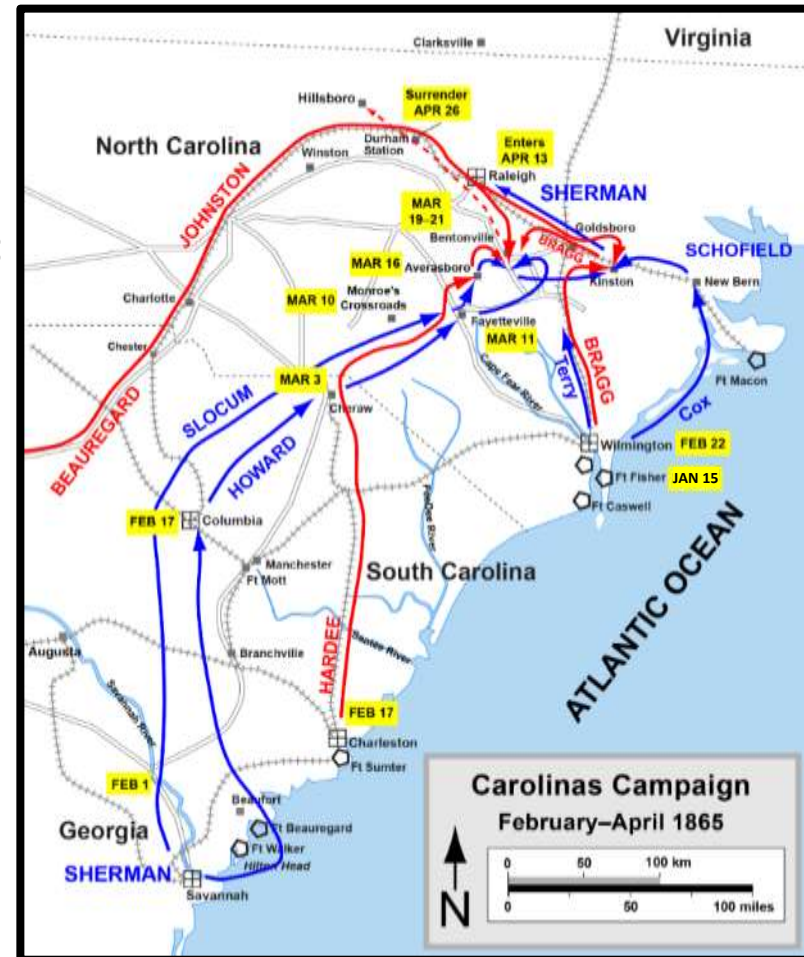 Virginia
Clarksville
Hillsboro
Surrender
APR 26
North Carolina
Durham
Station
Enters
APR 13
Winston
Raleigh
JOHNSTON
SHERMAN
MAR
19–21
Goldsboro
Bentonville
BRAGG
SCHOFIELD
MAR 16
Averasboro
Kinston
New Bern
MAR 10
Monroe's
Crossroads
Charlotte
Fayetteville
MAR 11
Chester
Cape Fear River
Terry
BRAGG
Ft Macon
MAR 3
Cheraw
SLOCUM
Cox
BEAUREGARD
HOWARD
Wilmington
FEB 22
Ft Fisher
JAN 15
Ft Caswell
FEB 17
Columbia
PeeDee River
Manchester
Ft Mott
South Carolina
ATLANTIC OCEAN
Augusta
Branchville
Santee River
HARDEE
Savannah River
FEB 17
Charleston
Ft Sumter
FEB 1
Beaufort
Ft Beauregard
Georgia
Ft Walker
Hilton Head
SHERMAN
Savannah
Carolinas Campaign
February–April 1865
N
0 50 100 km
0 50 100 miles